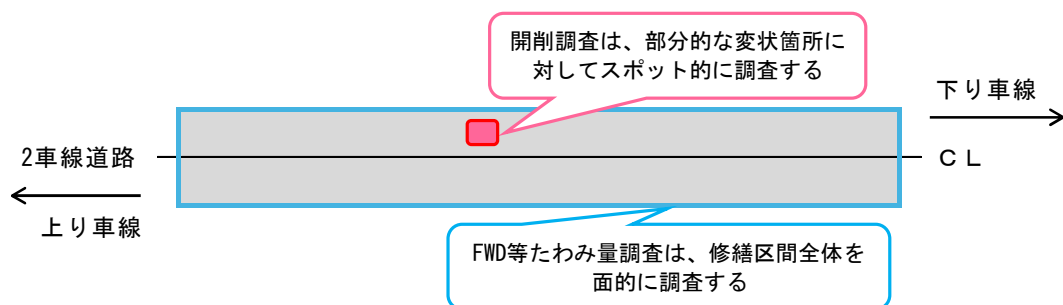 開削調査は、部分的な変状箇所に
対してスポット的に調査する
下り車線
2車線道路
ＣＬ
上り車線
FWD等たわみ量調査は、修繕区間全体を
面的に調査する